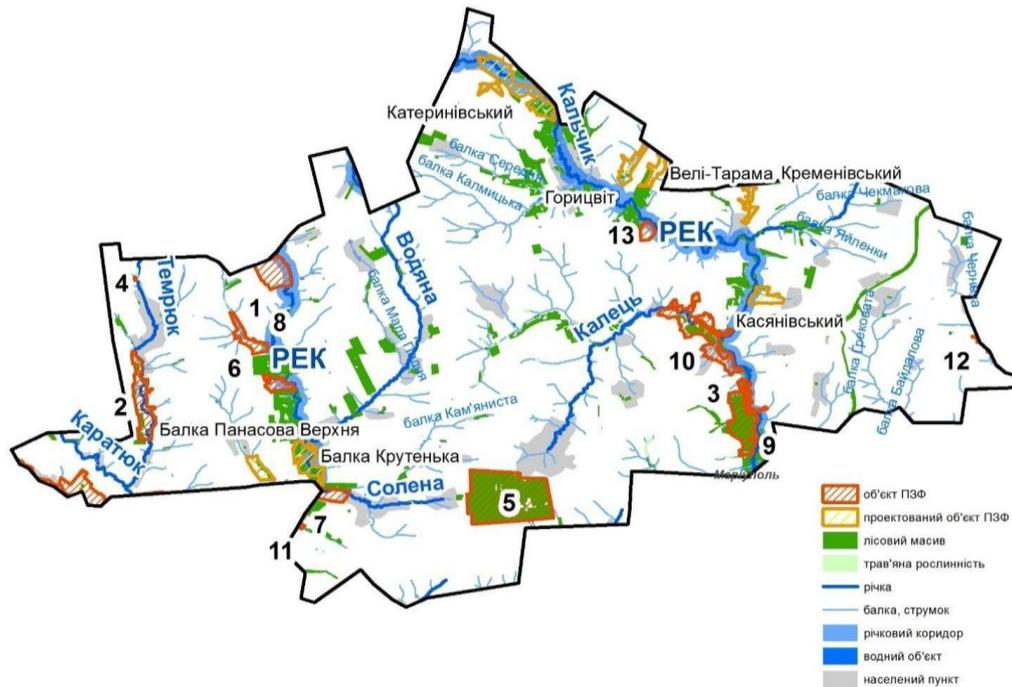 Катеринівський
Кальчик
балка Середня
балка Калмицька
Велі-Тарама
Кременівський
балка Чекмакова
Горицвіт
13
РЕК
балка Яйленки
балка Чернеча
4
Темрюк
Водяна
балка Мала Водяна
1
8
Калець
Касянівський
балка Грековата
балка Байдалова
12
6
РЕК
10
3
2
Балка Панасова Верхня
балка Кам'яниста
Каратюк
Балка Крутенька
9
Маріуполь
Солена
5
7
11
об'єкт ПЗФ
проектований об'єкт ПЗФ
лісовий масив
трав'яна рослинність
річка
балка, струмок
річковий коридор
водний об'єкт
населений пункт